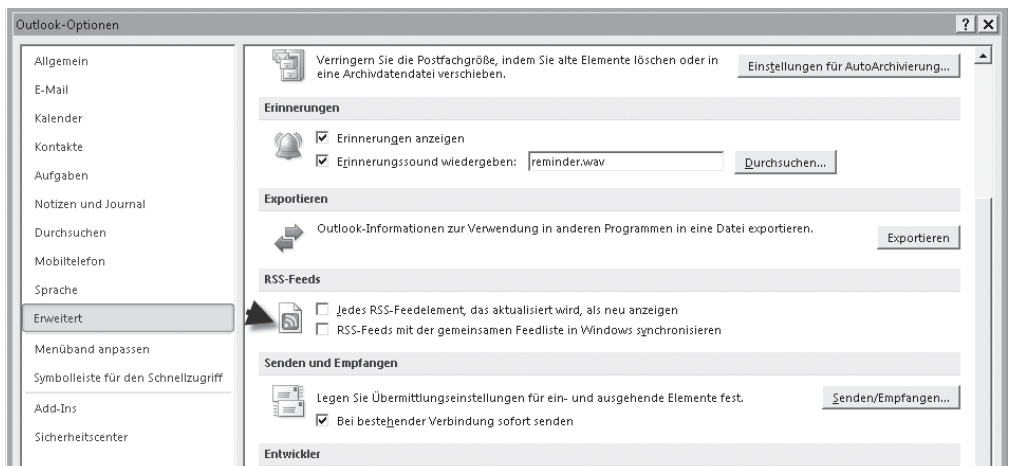 Outlook-Optionen
Allgemein
E-Mail
Kalender
Kontakte
Aufgaben
Notizen und Journal
Durchsuchen
Mobiltelefon
Sprache
Erweitert
Menüband anpassen
Symbolleiste für den Schnellzugriff
Add-Ins
Sicherheitscenter
Verringern Sie die Postfachgröße, indem Sie alte Elemente löschen oder in
eine Archivdatendatei verschieben.
Einstellungen für AutoArchivierung...
Erinnerungen
Erinnerungen anzeigen
Erinnerungssound wiedergeben: reminder.wav Durchsuchen...
Exportieren
Outlook-Informationen zur Verwendung in anderen Programmen in eine Datei exportieren.
Exportieren
RSS-Feeds
Jedes RSS-Feedelement, das aktualisiert wird, als neu anzeigen
RSS-Feeds mit der gemeinsamen Feedliste in Windows synchronisieren
Senden und Empfangen
Legen Sie Übermittlungseinstellungen für ein- und ausgehende Elemente fest. Senden/Empfangen...
Bei bestehender Verbindung sofort senden
Entwickler